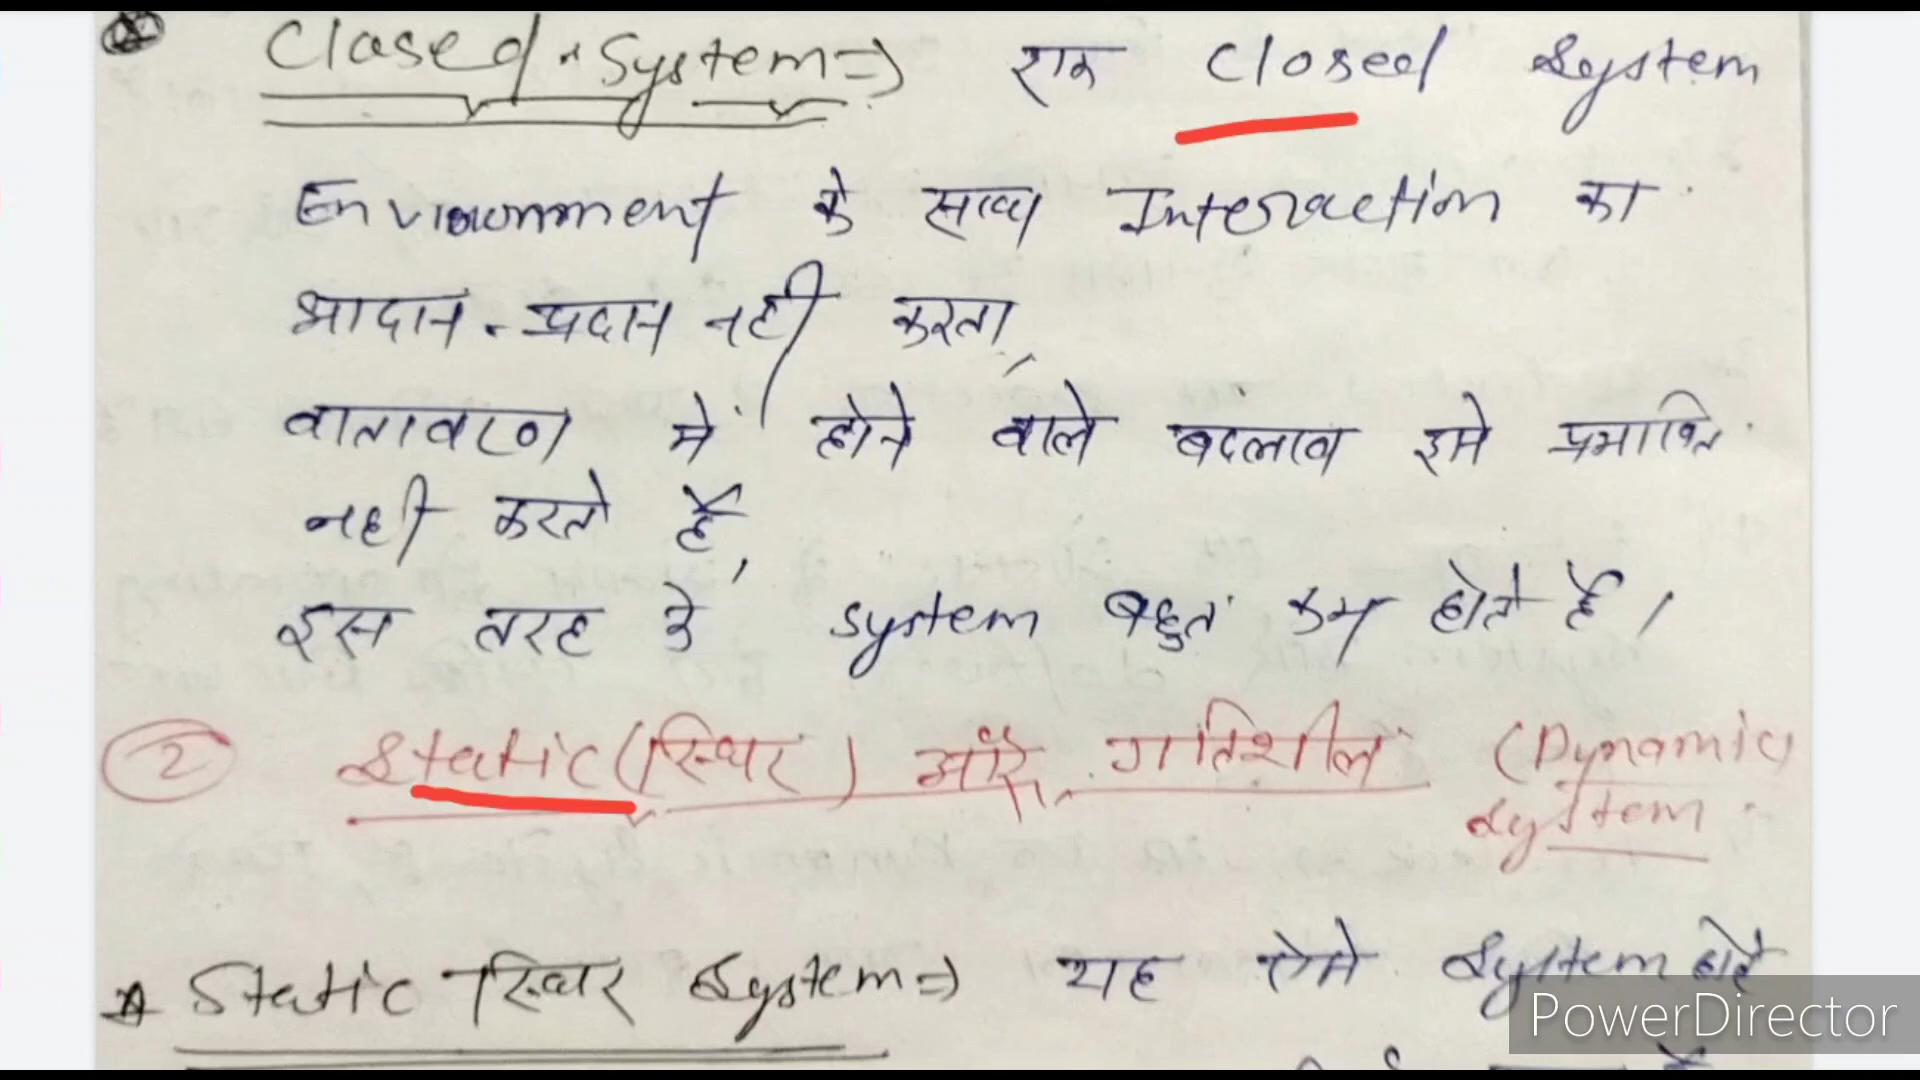 Clased System => एक Closed System
Environment के साथ Interaction का
आदान-प्रदान नही करता,
वातावरण मे होने वाले बदलाव इसे प्रभावित
नही करते हैं,
इस तरह के system बहुत कम होते हैं।
② Static (स्थिर) और गतिशील (Dynamic
System
Static स्थिर System => यह ऐसे System होते
PowerDirector